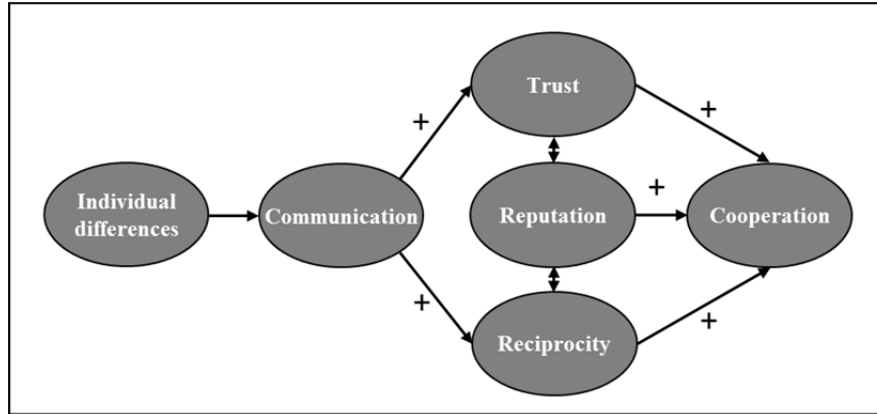 Trust
+
+
+
Individual
differences
Communication
Reputation
Cooperation
+
+
Reciprocity